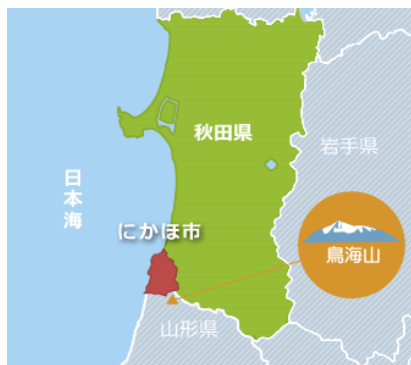 秋田県
岩手県
日本海
にかほ市
鳥海山
山形県